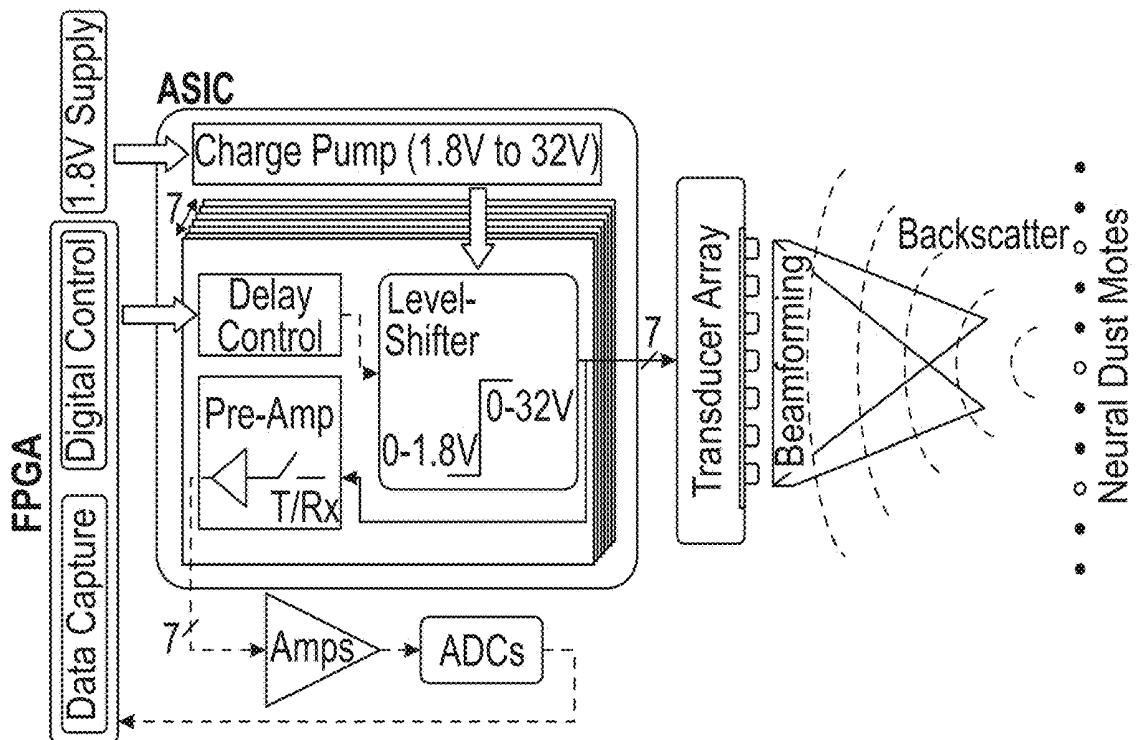 1.8V Supply
FPGA
Digital Control
Data Capture
ASIC
Charge Pump (1.8V to 32V)
7
Delay
Control
Level-
Shifter
0-32V
0-1.8V
Pre-Amp
T/Rx
7
Transducer Array
Beamforming
Backscatter
Neural Dust Motes
7
Amps
ADCs